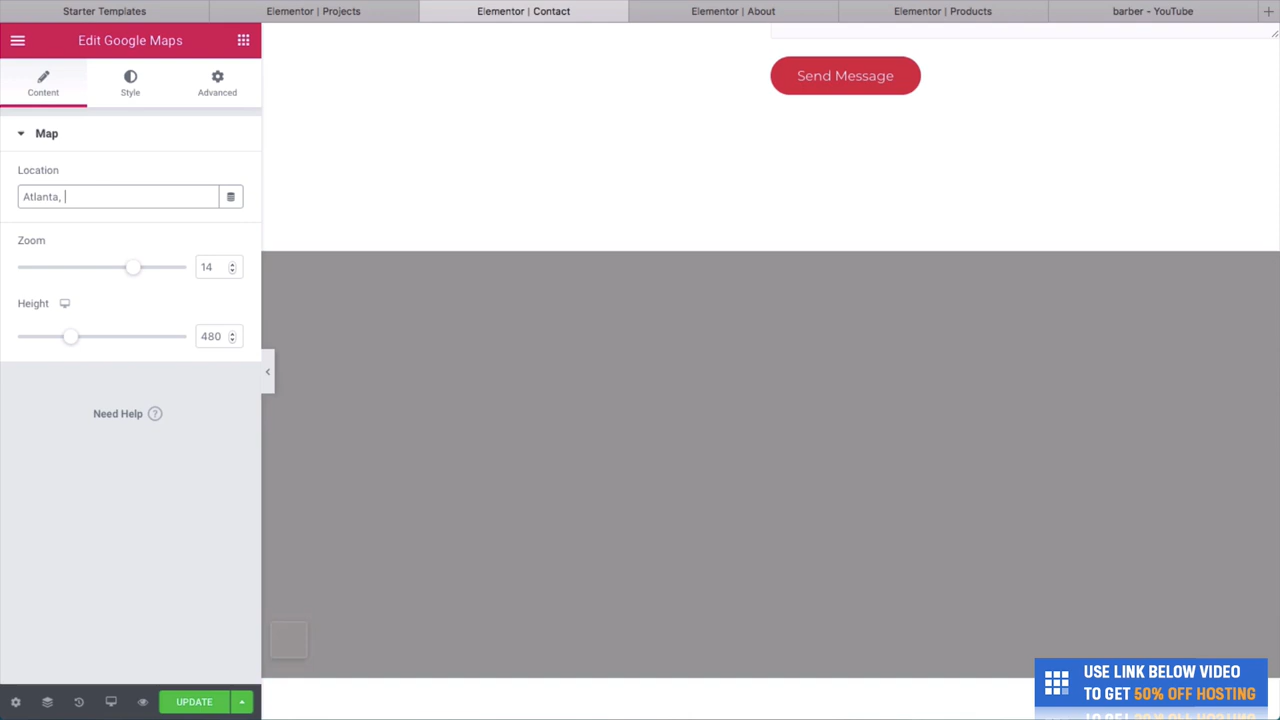 Starter Templates
Elementor | Projects
Elementor | Contact
Elementor | About
Elementor | Products
barber - YouTube
Edit Google Maps
Content
Style
Advanced
Map
Location
Atlanta,
Zoom
14
Height
480
Need Help ?
UPDATE
Send Message
USE LINK BELOW VIDEO
TO GET 50% OFF HOSTING